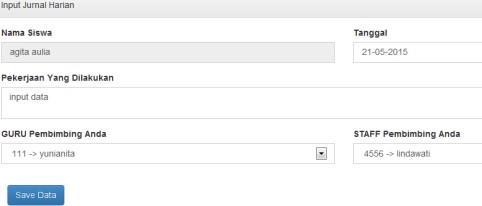 Input Jurnal Harian
Nama Siswa Tanggal
agita aulia 21-05-2015
Pekerjaan Yang Dilakukan
input data
GURU Pembimbing Anda STAFF Pembimbing Anda
111 -> yunianita 4556 -> lindawati
Save Data